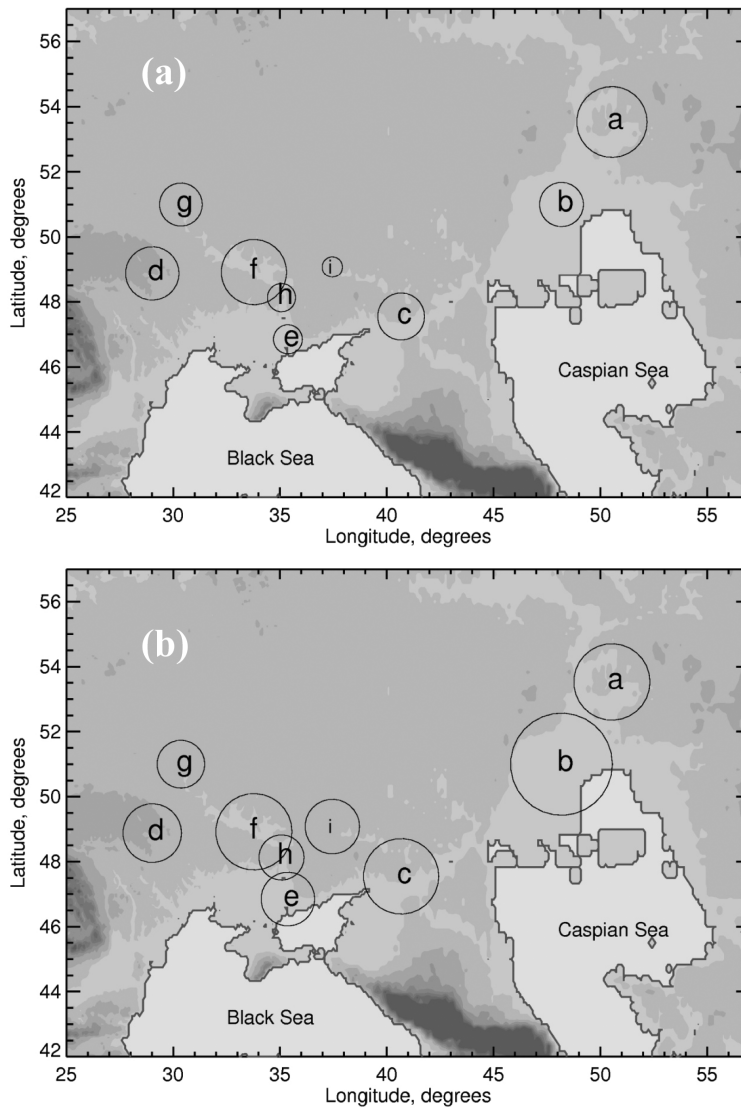 56
(a)
54
a
52
g
b
50
d
f
i
48
h
c
e
46
Caspian Sea
44
Black Sea
42
25 30 35 40 45 50 55
Latitude, degrees
Longitude, degrees
56
(b)
54
a
52
g
b
50
d
f
i
48
h
c
e
46
Caspian Sea
44
Black Sea
42
25 30 35 40 45 50 55
Latitude, degrees
Longitude, degrees